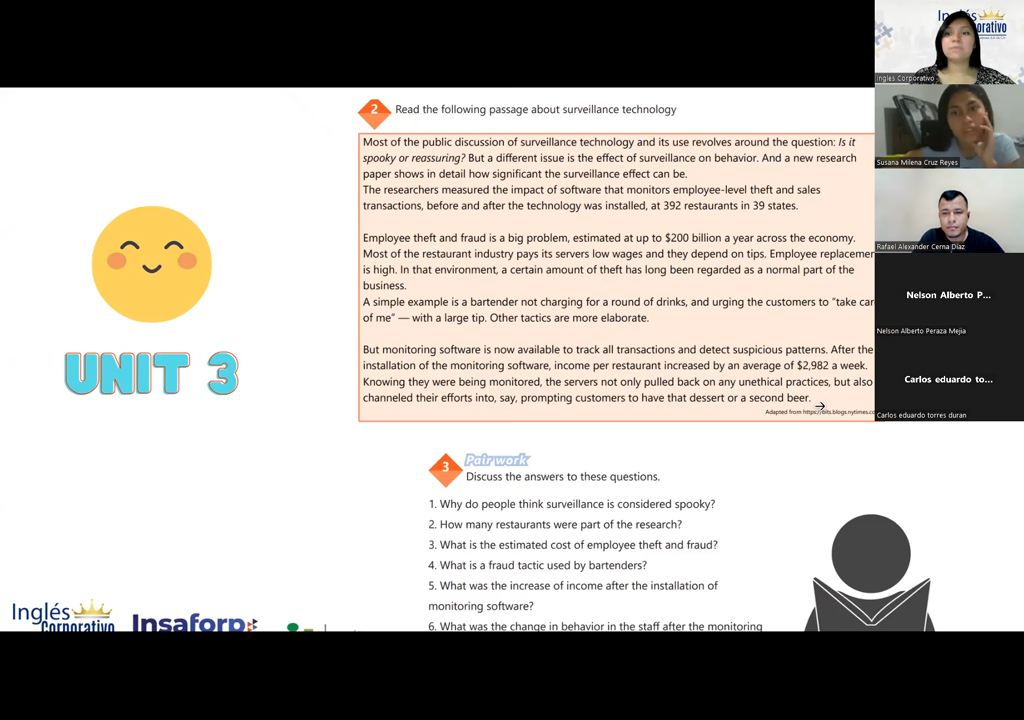 Inglés
Corporativo
2
Read the following passage about surveillance technology
Most of the public discussion of surveillance technology and its use revolves around the question: Is it
spooky or reassuring? But a different issue is the effect of surveillance on behavior. And a new research
paper shows in detail how significant the surveillance effect can be.
The researchers measured the impact of software that monitors employee-level theft and sales
transactions, before and after the technology was installed, at 392 restaurants in 39 states.
Employee theft and fraud is a big problem, estimated at up to $200 billion a year across the economy.
Most of the restaurant industry pays its servers low wages and they depend on tips. Employee replacemen
is high. In that environment, a certain amount of theft has long been regarded as a normal part of the
business.
A simple example is a bartender not charging for a round of drinks, and urging the customers to “take car
of me” — with a large tip. Other tactics are more elaborate.
But monitoring software is now available to track all transactions and detect suspicious patterns. After the
installation of the monitoring software, income per restaurant increased by an average of $2,982 a week.
Knowing they were being monitored, the servers not only pulled back on any unethical practices, but also
channeled their efforts into, say, prompting customers to have that dessert or a second beer.
Adapted from https://bits.blogs.nytimes.co
UNIT 3
3
Pair work
Discuss the answers to these questions.
1. Why do people think surveillance is considered spooky?
2. How many restaurants were part of the research?
3. What is the estimated cost of employee theft and fraud?
4. What is a fraud tactic used by bartenders?
5. What was the increase of income after the installation of
monitoring software?
6. What was the change in behavior in the staff after the monitoring
Inglés
Corporativo
Insaforp
Inglés Corporativo
Susana Milena Cruz Reyes
Rafael Alexander Cerna Diaz
Nelson Alberto P...
Nelson Alberto Peraza Mejia
Carlos eduardo to...
Carlos eduardo torres duran